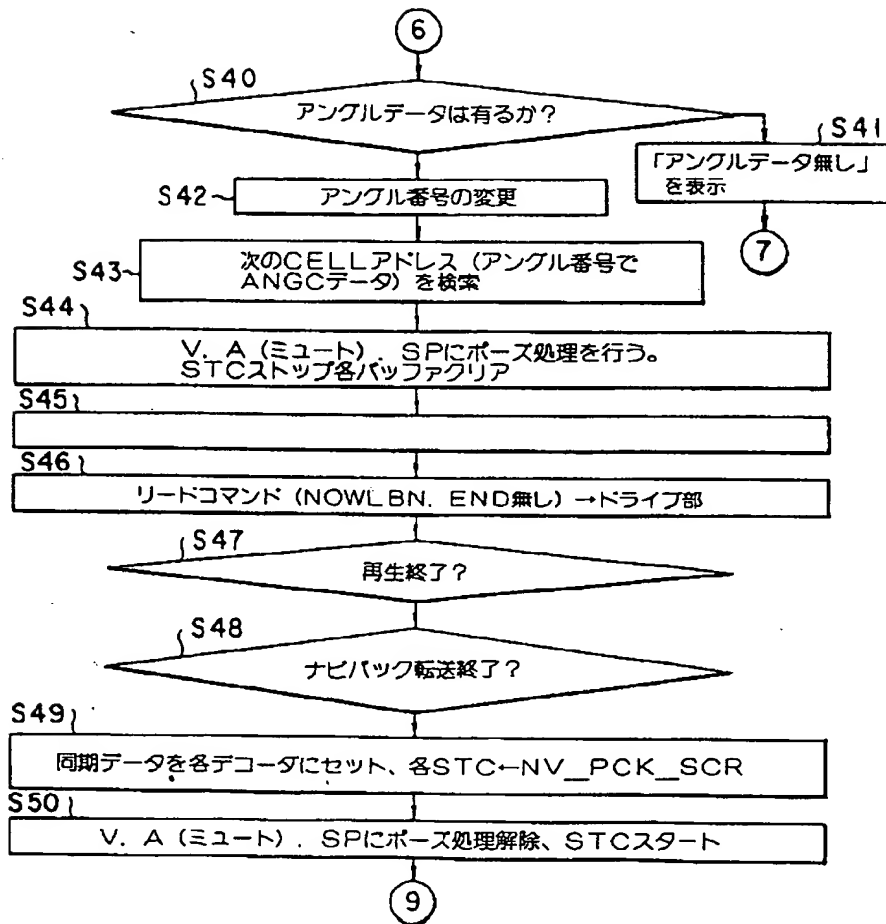 6
S40
アングルデータは有るか？
S41
「アングルデータ無し」
を表示
7
S42
アングル番号の変更
S43
次のCELLアドレス（アングル番号で
ANGCデータ）を検索
S44
V. A（ミュート）. SPにポーズ処理を行う。
STCストップ各バッファクリア
S45
S46
リードコマンド（NOWLBN. END無し）→ドライブ部
S47
再生終了？
S48
ナビパック転送終了？
S49
同期データを各デコーダにセット、各STC←NV_PCK_SCR
S50
V. A（ミュート）. SPにポーズ処理解除、STCスタート
9